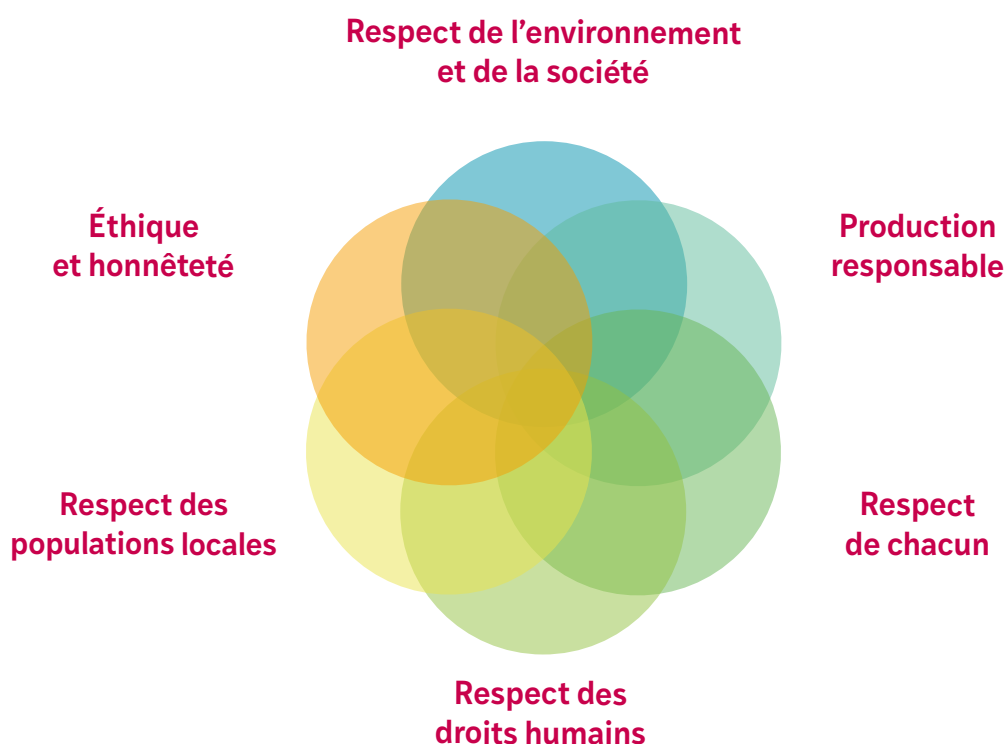 Respect de l’environnement
et de la société
Éthique
et honnêteté
Production
responsable
Respect des
populations locales
Respect
de chacun
Respect des
droits humains